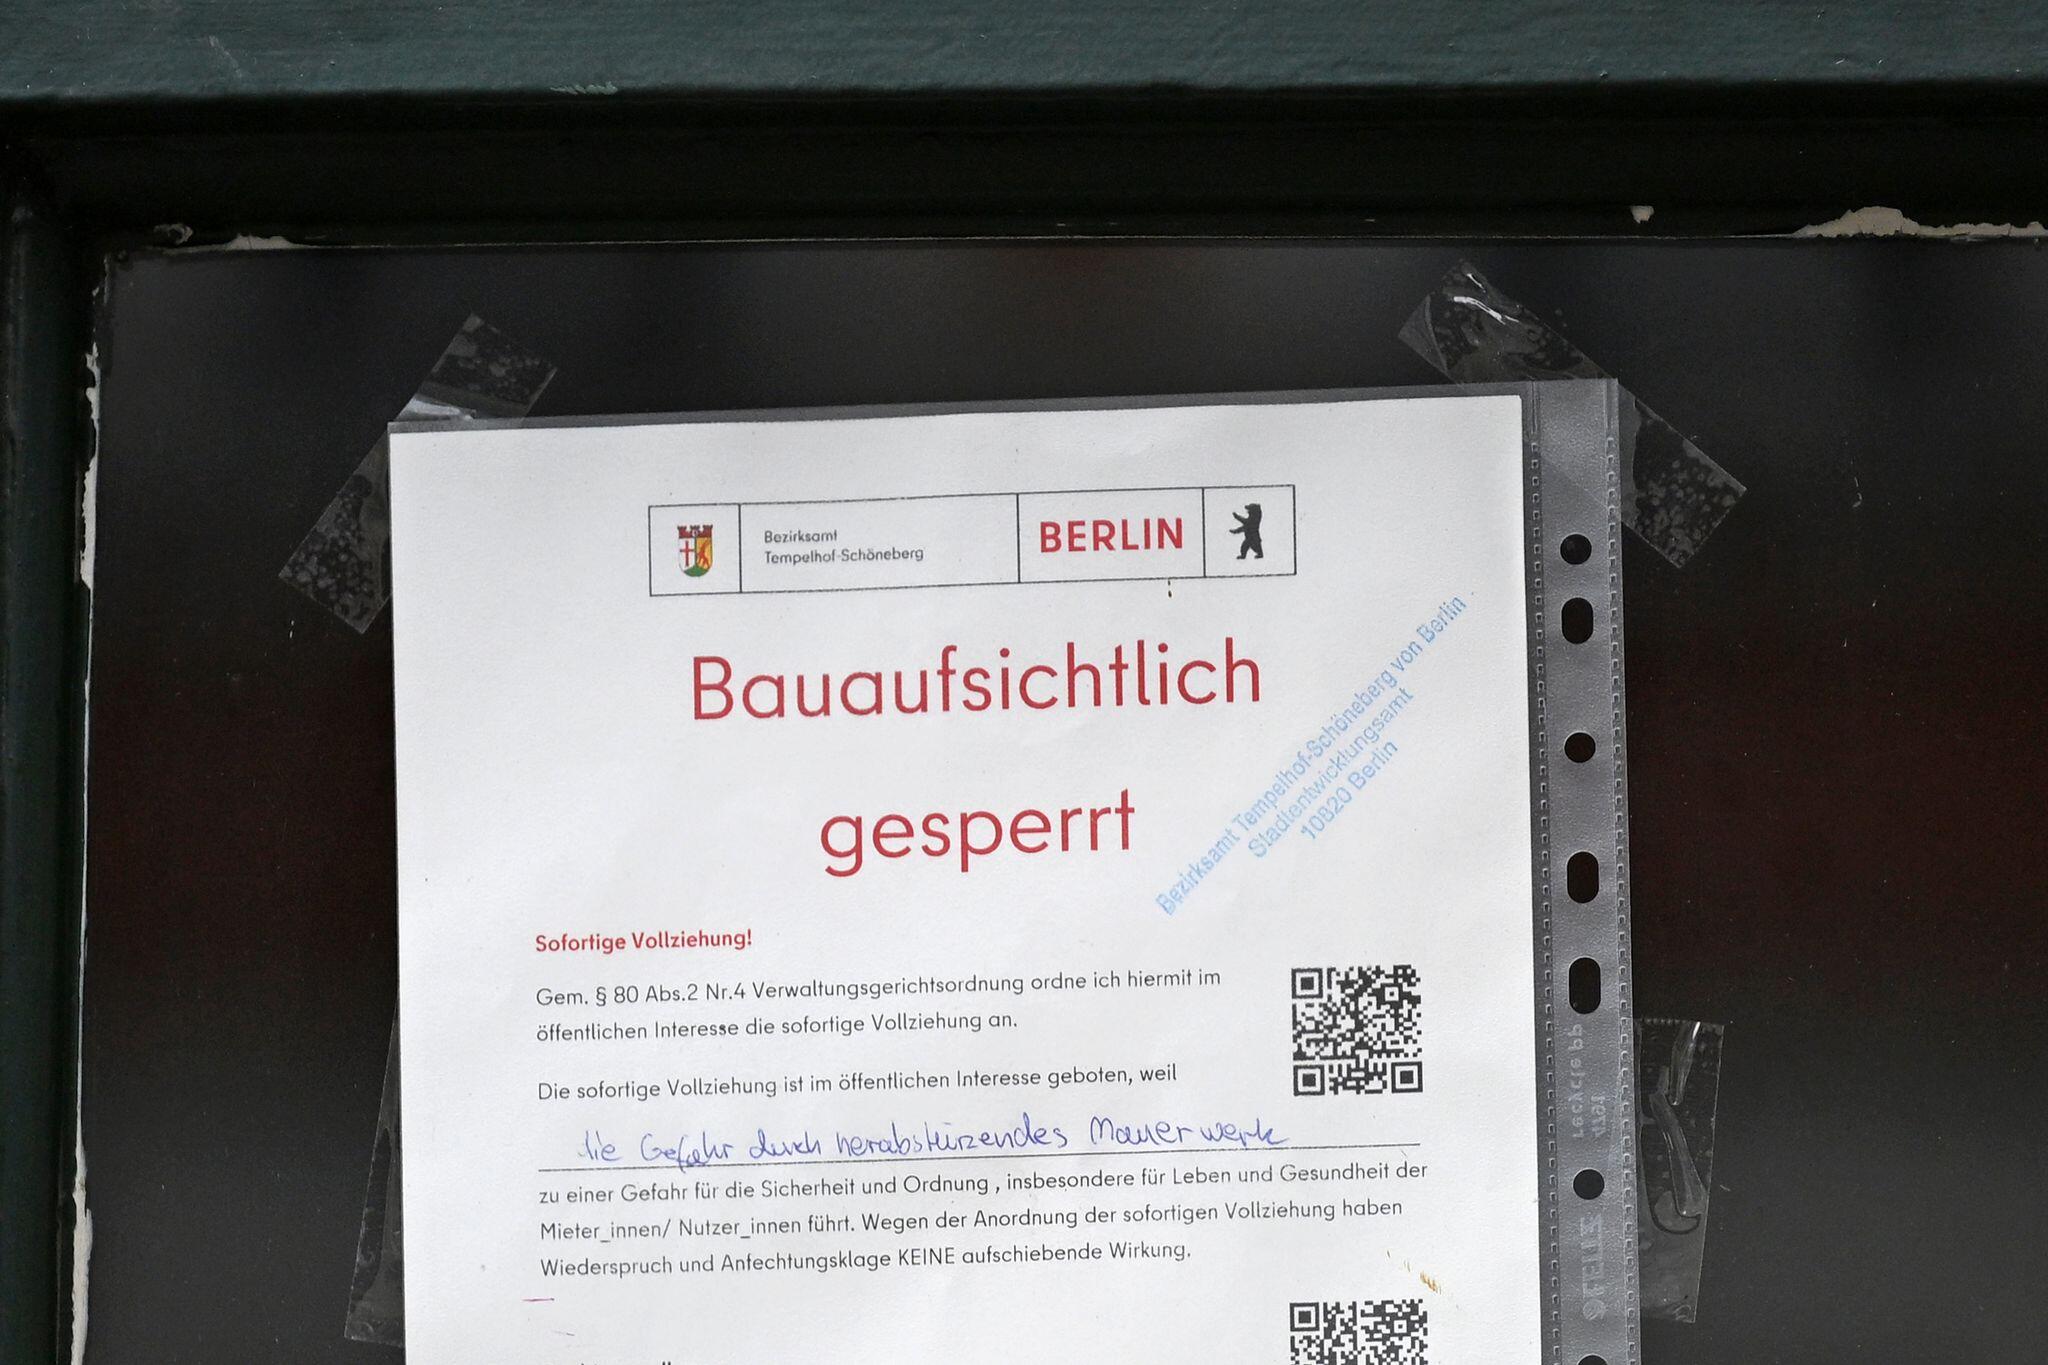 Bezirksamt
Tempelhof-Schöneberg
BERLIN
Bauaufsichtlich
gesperrt
Bezirksamt Tempelhof-Schöneberg von Berlin
Stadtentwicklungsamt
10820 Berlin
Sofortige Vollziehung!
Gem. § 80 Abs.2 Nr.4 Verwaltungsgerichtsordnung ordne ich hiermit im
öffentlichen Interesse die sofortige Vollziehung an.
Die sofortige Vollziehung ist im öffentlichen Interesse geboten, weil
die Gefahr durch herabstürzendes Mauerwerk
zu einer Gefahr für die Sicherheit und Ordnung , insbesondere für Leben und Gesundheit der
Mieter_innen/ Nutzer_innen führt. Wegen der Anordnung der sofortigen Vollziehung haben
Wiederspruch und Anfechtungsklage KEINE aufschiebende Wirkung.